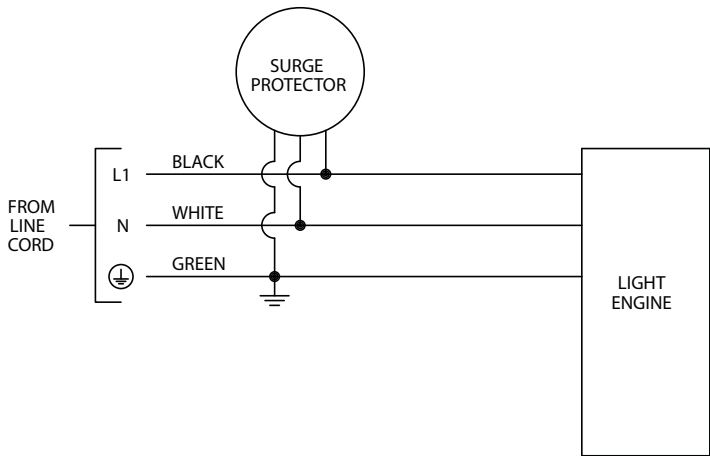 SURGE
PROTECTOR
L1
BLACK
FROM
LINE
CORD
N
WHITE
GREEN
LIGHT
ENGINE